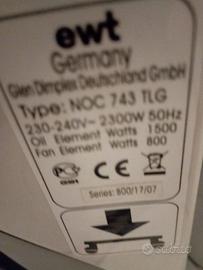 ewt
Germany
Glen Dimplex Deutschland GmbH
Type: NOC 743 TLG
230-240V~ 2300W 50Hz
Oil Element Watts 1500
Fan Element Watts 800
CE
Series: 800/17/07
Subito